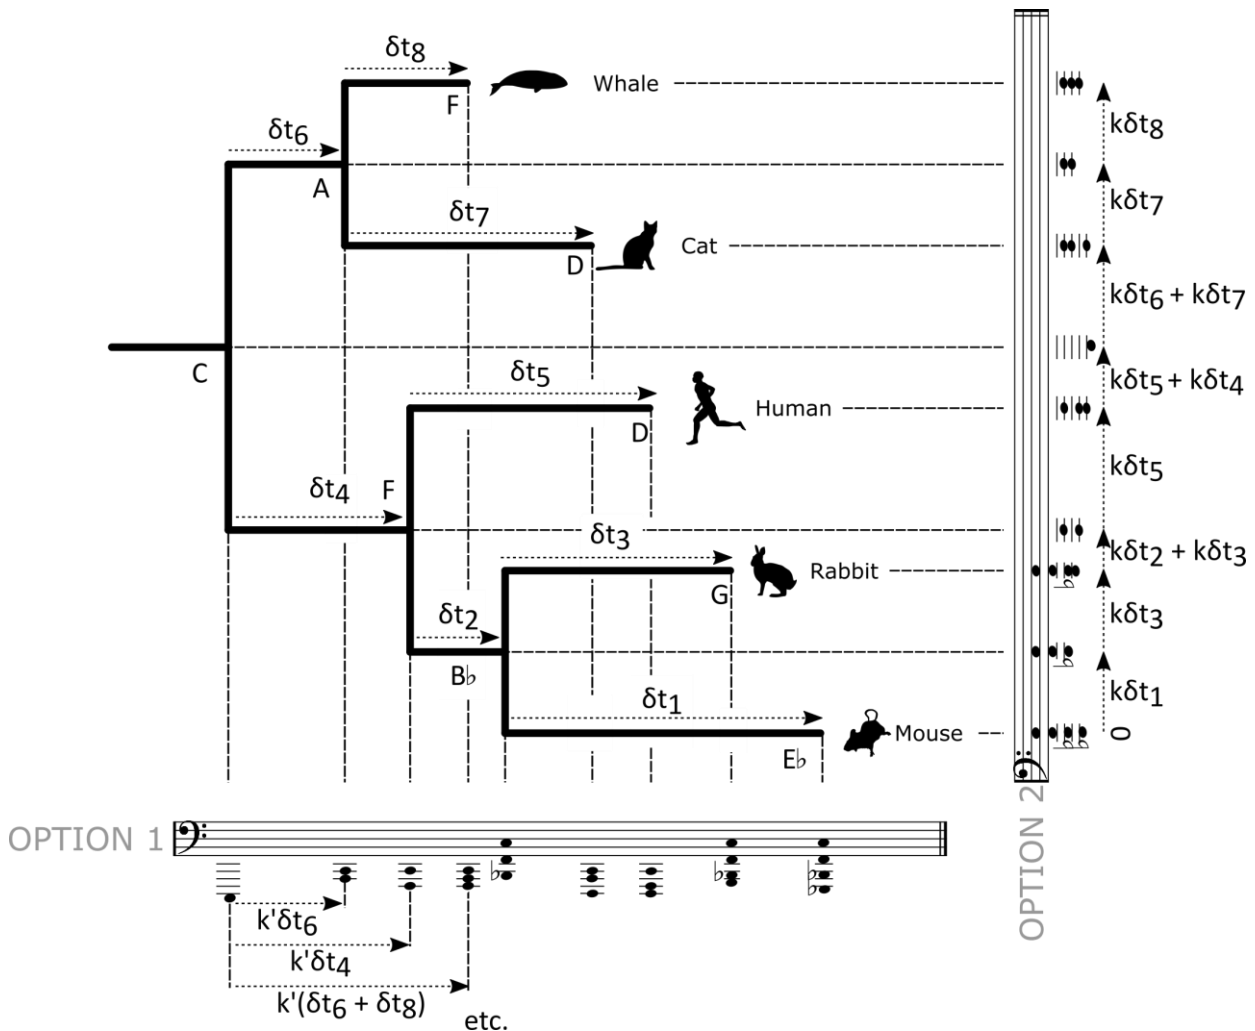 δt8
F
Whale
kδt8
δt6
A
kδt7
δt7
D
Cat
kδt6 + kδt7
C
δt5
kδt5 + kδt4
Human
D
δt4
F
kδt5
δt3
kδt2 + kδt3
Rabbit
G
δt2
kδt3
B♭
δt1
kδt1
Mouse
0
E♭
OPTION 2
OPTION 1
k'δt6
k'δt4
k'(δt6 + δt8)
etc.